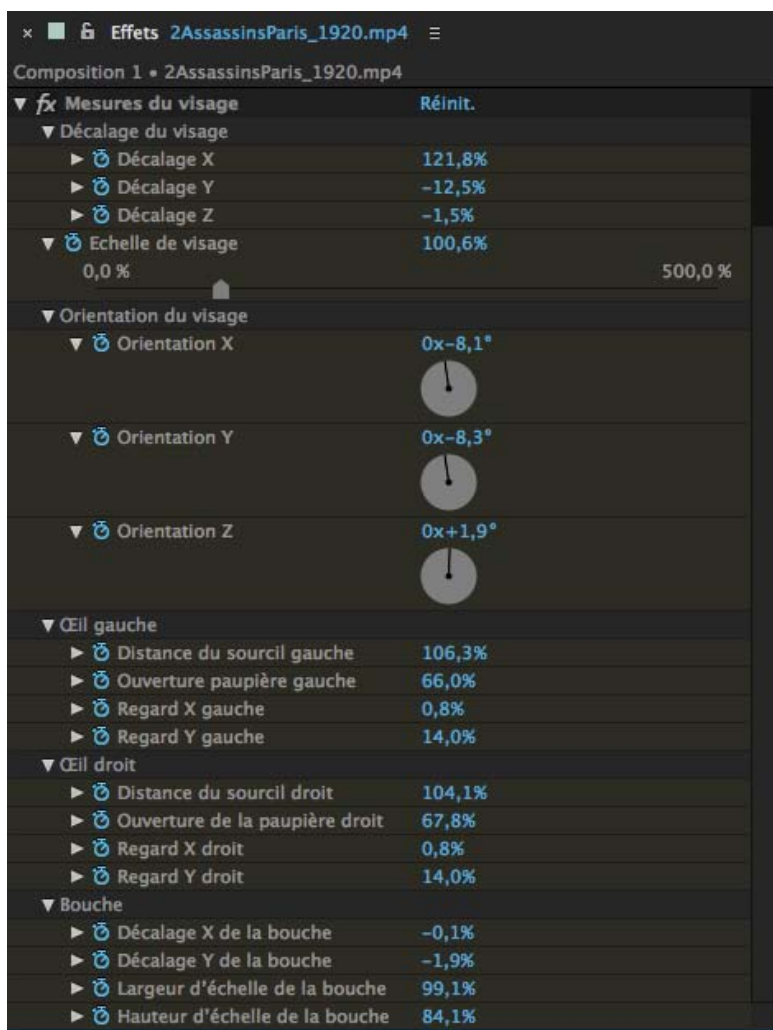 × Effets 2AssassinsParis_1920.mp4 ≡
Composition 1 • 2AssassinsParis_1920.mp4
fx Mesures du visage Réinit.
Décalage du visage
Décalage X 121,8%
Décalage Y -12,5%
Décalage Z -1,5%
Echelle de visage 100,6%
0,0 % 500,0 %
Orientation du visage
Orientation X 0x-8,1°
Orientation Y 0x-8,3°
Orientation Z 0x+1,9°
Œil gauche
Distance du sourcil gauche 106,3%
Ouverture paupière gauche 66,0%
Regard X gauche 0,8%
Regard Y gauche 14,0%
Œil droit
Distance du sourcil droit 104,1%
Ouverture de la paupière droit 67,8%
Regard X droit 0,8%
Regard Y droit 14,0%
Bouche
Décalage X de la bouche -0,1%
Décalage Y de la bouche -1,9%
Largeur d'échelle de la bouche 99,1%
Hauteur d'échelle de la bouche 84,1%